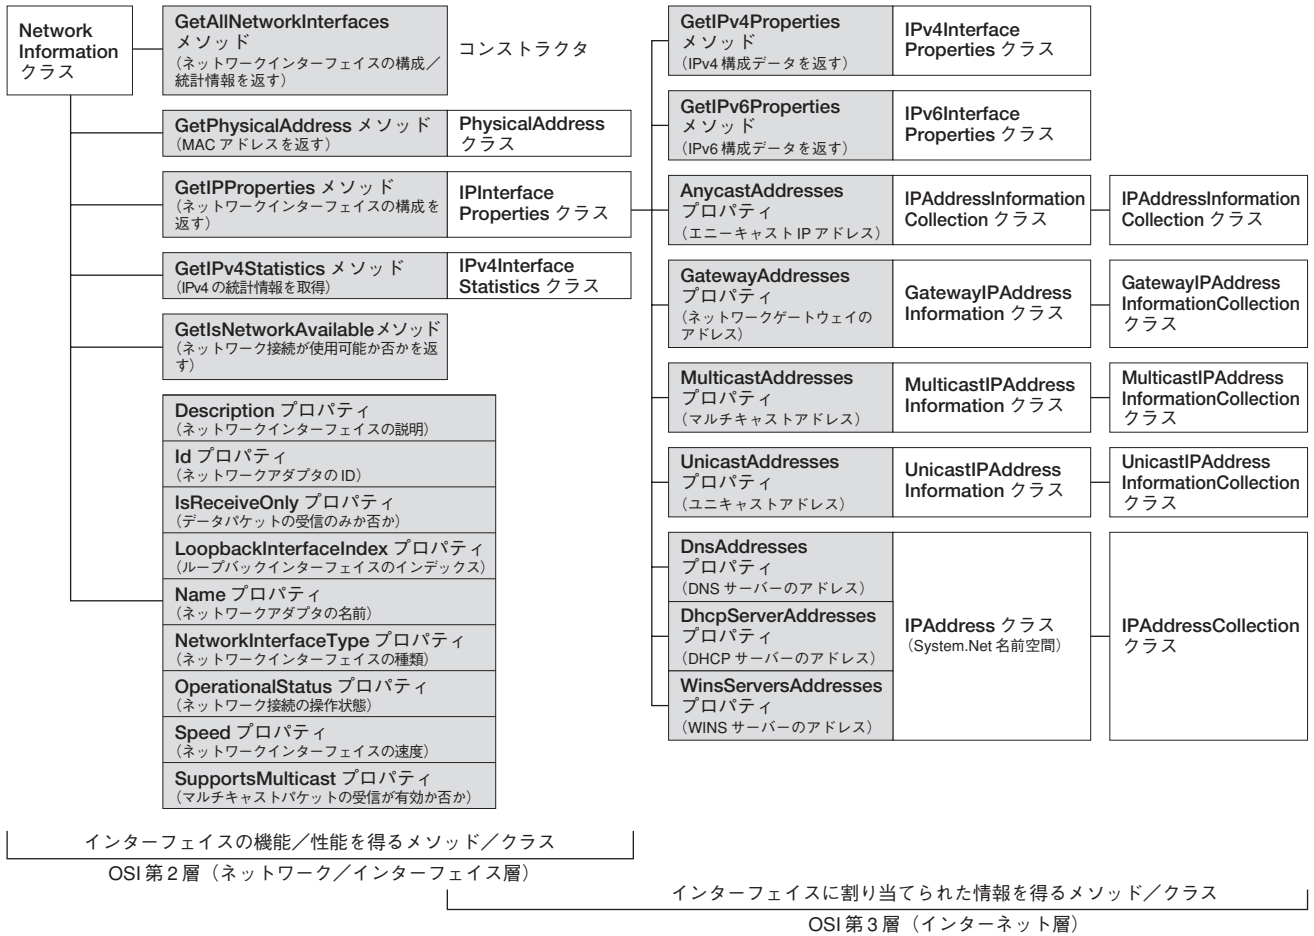 Network
Information
クラス
GetAllNetworkInterfaces
メソッド
（ネットワークインターフェイスの構成／
統計情報を返す）
コンストラクタ
GetPhysicalAddress メソッド
（MAC アドレスを返す）
PhysicalAddress
クラス
GetIPProperties メソッド
（ネットワークインターフェイスの構成を
返す）
IPInterface
Properties クラス
GetIPv4Statistics メソッド
（IPv4 の統計情報を取得）
IPv4Interface
Statistics クラス
GetIsNetworkAvailableメソッド
（ネットワーク接続が使用可能か否かを返
す）
Description プロパティ
（ネットワークインターフェイスの説明）
Id プロパティ
（ネットワークアダプタの ID）
IsReceiveOnly プロパティ
（データパケットの受信のみか否か）
LoopbackInterfaceIndex プロパティ
（ループバックインターフェイスのインデックス）
Name プロパティ
（ネットワークアダプタの名前）
NetworkInterfaceType プロパティ
（ネットワークインターフェイスの種類）
OperationalStatus プロパティ
（ネットワーク接続の操作状態）
Speed プロパティ
（ネットワークインターフェイスの速度）
SupportsMulticast プロパティ
（マルチキャストパケットの受信が有効か否か）
GetIPv4Properties
メソッド
（IPv4 構成データを返す）
IPv4Interface
Properties クラス
GetIPv6Properties
メソッド
（IPv6 構成データを返す）
IPv6Interface
Properties クラス
AnycastAddresses
プロパティ
（エニーキャスト IP アドレス）
IPAddressInformation
Collection クラス
IPAddressInformation
Collection クラス
GatewayAddresses
プロパティ
（ネットワークゲートウェイの
アドレス）
GatewayIPAddress
Information クラス
GatewayIPAddress
InformationCollection
クラス
MulticastAddresses
プロパティ
（マルチキャストアドレス）
MulticastIPAddress
Information クラス
MulticastIPAddress
InformationCollection
クラス
UnicastAddresses
プロパティ
（ユニキャストアドレス）
UnicastIPAddress
Information クラス
UnicastIPAddress
InformationCollection
クラス
DnsAddresses
プロパティ
（DNS サーバーのアドレス）
DhcpServerAddresses
プロパティ
（DHCP サーバーのアドレス）
WinsServersAddresses
プロパティ
（WINS サーバーのアドレス）
IPAddress クラス
（System.Net 名前空間）
IPAddressCollection
クラス
インターフェイスの機能／性能を得るメソッド／クラス
OSI 第 2 層（ネットワーク／インターフェイス層）
インターフェイスに割り当てられた情報を得るメソッド／クラス
OSI 第 3 層（インターネット層）